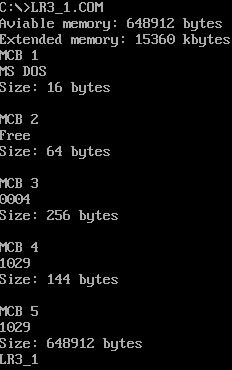 C:\>LR3_1.COM
Aviable memory: 648912 bytes
Extended memory: 15360 kbytes
MCB 1
MS DOS
Size: 16 bytes
MCB 2
Free
Size: 64 bytes
MCB 3
0004
Size: 256 bytes
MCB 4
1029
Size: 144 bytes
MCB 5
1029
Size: 648912 bytes
LR3_1